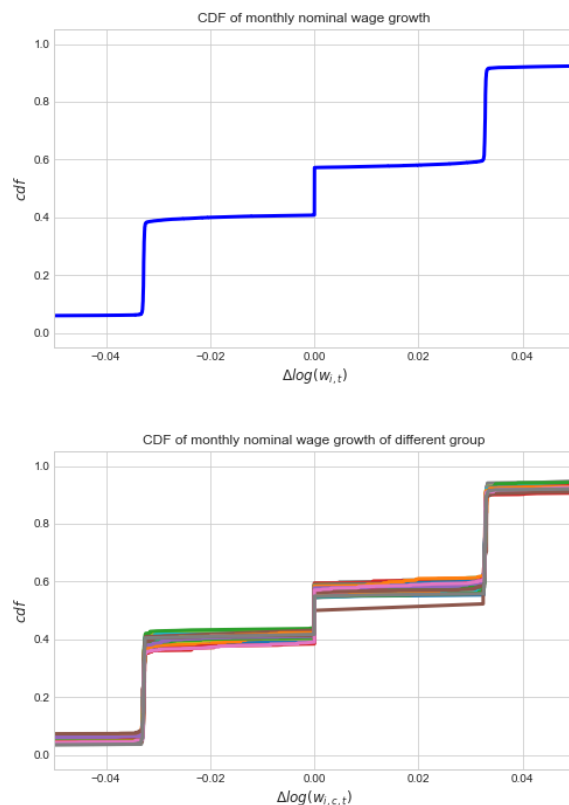 CDF of monthly nominal wage growth
1.0
0.8
0.6
0.4
0.2
0.0
cdf
−0.04 −0.02 0.00 0.02 0.04
Δlog(w_{i,t})
CDF of monthly nominal wage growth of different group
1.0
0.8
0.6
0.4
0.2
0.0
cdf
−0.04 −0.02 0.00 0.02 0.04
Δlog(w_{i,c,t})